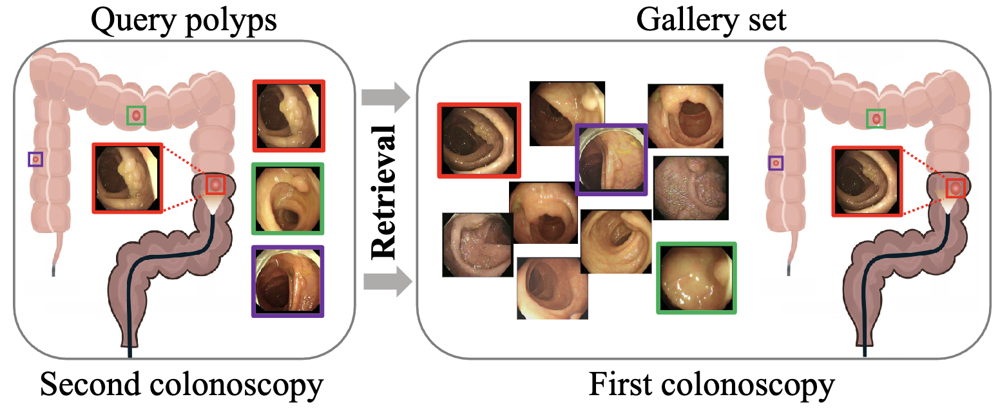 Query polyps
Gallery set
Retrieval
Second colonoscopy
First colonoscopy